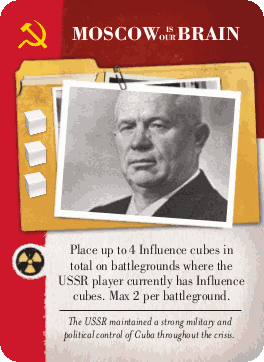 MOSCOW IS OUR BRAIN
Place up to 4 Influence cubes in
total on battlegrounds where the
USSR player currently has Influence
cubes. Max 2 per battleground.
The USSR maintained a strong military and
political control of Cuba throughout the crisis.